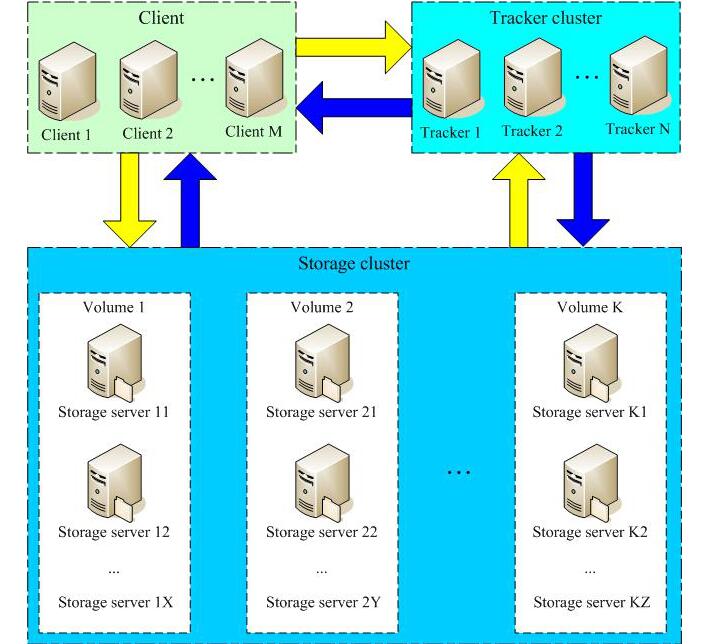 Client
Tracker cluster
...
...
Client 1
Client 2
Client M
Tracker 1
Tracker 2
Tracker N
Storage cluster
Volume 1
Volume 2
Volume K
Storage server 11
Storage server 21
Storage server K1
...
Storage server 12
Storage server 22
Storage server K2
...
...
...
Storage server 1X
Storage server 2Y
Storage server KZ